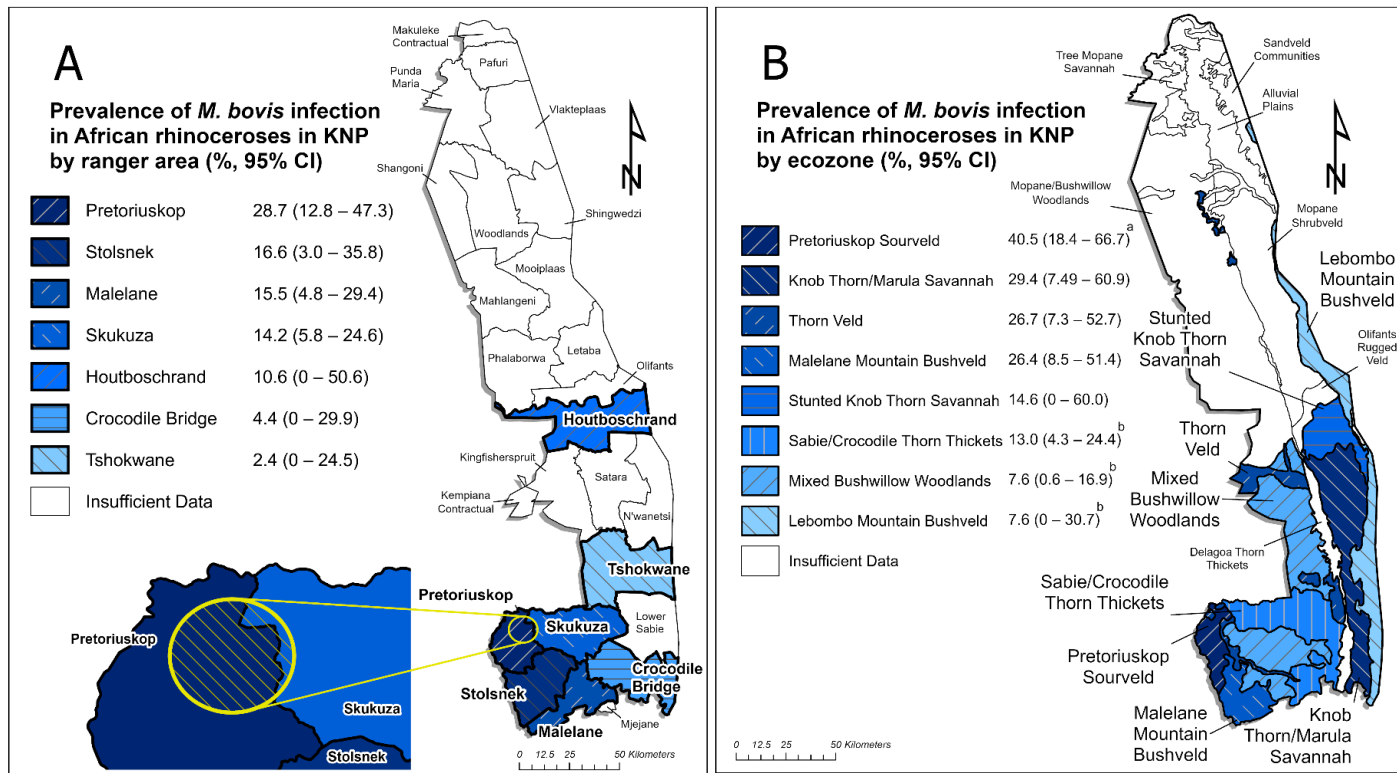 A
Prevalence of M. bovis infection
in African rhinoceroses in KNP
by ranger area (%, 95% CI)
Pretoriuskop 28.7 (12.8 – 47.3)
Stolsnek 16.6 (3.0 – 35.8)
Malelane 15.5 (4.8 – 29.4)
Skukuza 14.2 (5.8 – 24.6)
Houtboschrand 10.6 (0 – 50.6)
Crocodile Bridge 4.4 (0 – 29.9)
Tshokwane 2.4 (0 – 24.5)
Insufficient Data
Makuleke
Contractual
Pafuri
Punda
Maria
Vlakteplaas
N
Shangoni
Shingwedzi
Woodlands
Mooiplaas
Mahlangeni
Phalaborwa
Letaba
Olifants
Houtboschrand
Kingfisherspruit
Satara
Kempiana
Contractual
N'wanetsi
Tshokwane
Pretoriuskop
Lower
Sabie
Skukuza
Crocodile
Bridge
Stolsnek
Mjejane
Malelane
0 12.5 25 50 Kilometers
Pretoriuskop
Skukuza
Stolsnek
B
Prevalence of M. bovis infection
in African rhinoceroses in KNP
by ecozone (%, 95% CI)
Pretoriuskop Sourveld 40.5 (18.4 – 66.7)a
Knob Thorn/Marula Savannah 29.4 (7.49 – 60.9)
Thorn Veld 26.7 (7.3 – 52.7)
Malelane Mountain Bushveld 26.4 (8.5 – 51.4)
Stunted Knob Thorn Savannah 14.6 (0 – 60.0)
Sabie/Crocodile Thorn Thickets 13.0 (4.3 – 24.4)b
Mixed Bushwillow Woodlands 7.6 (0.6 – 16.9)b
Lebombo Mountain Bushveld 7.6 (0 – 30.7)b
Insufficient Data
Tree Mopane
Savannah
Sandveld
Communities
Alluvial
Plains
N
Mopane/Bushwillow
Woodlands
Mopane
Shrubveld
Lebombo
Mountain
Bushveld
Stunted
Knob Thorn
Savannah
Olifants
Rugged
Veld
Thorn
Veld
Mixed
Bushwillow
Woodlands
Delagoa Thorn
Thickets
Sabie/Crocodile
Thorn Thickets
Pretoriuskop
Sourveld
Malelane
Mountain
Bushveld
Knob
Thorn/Marula
Savannah
0 12.5 25 50 Kilometers